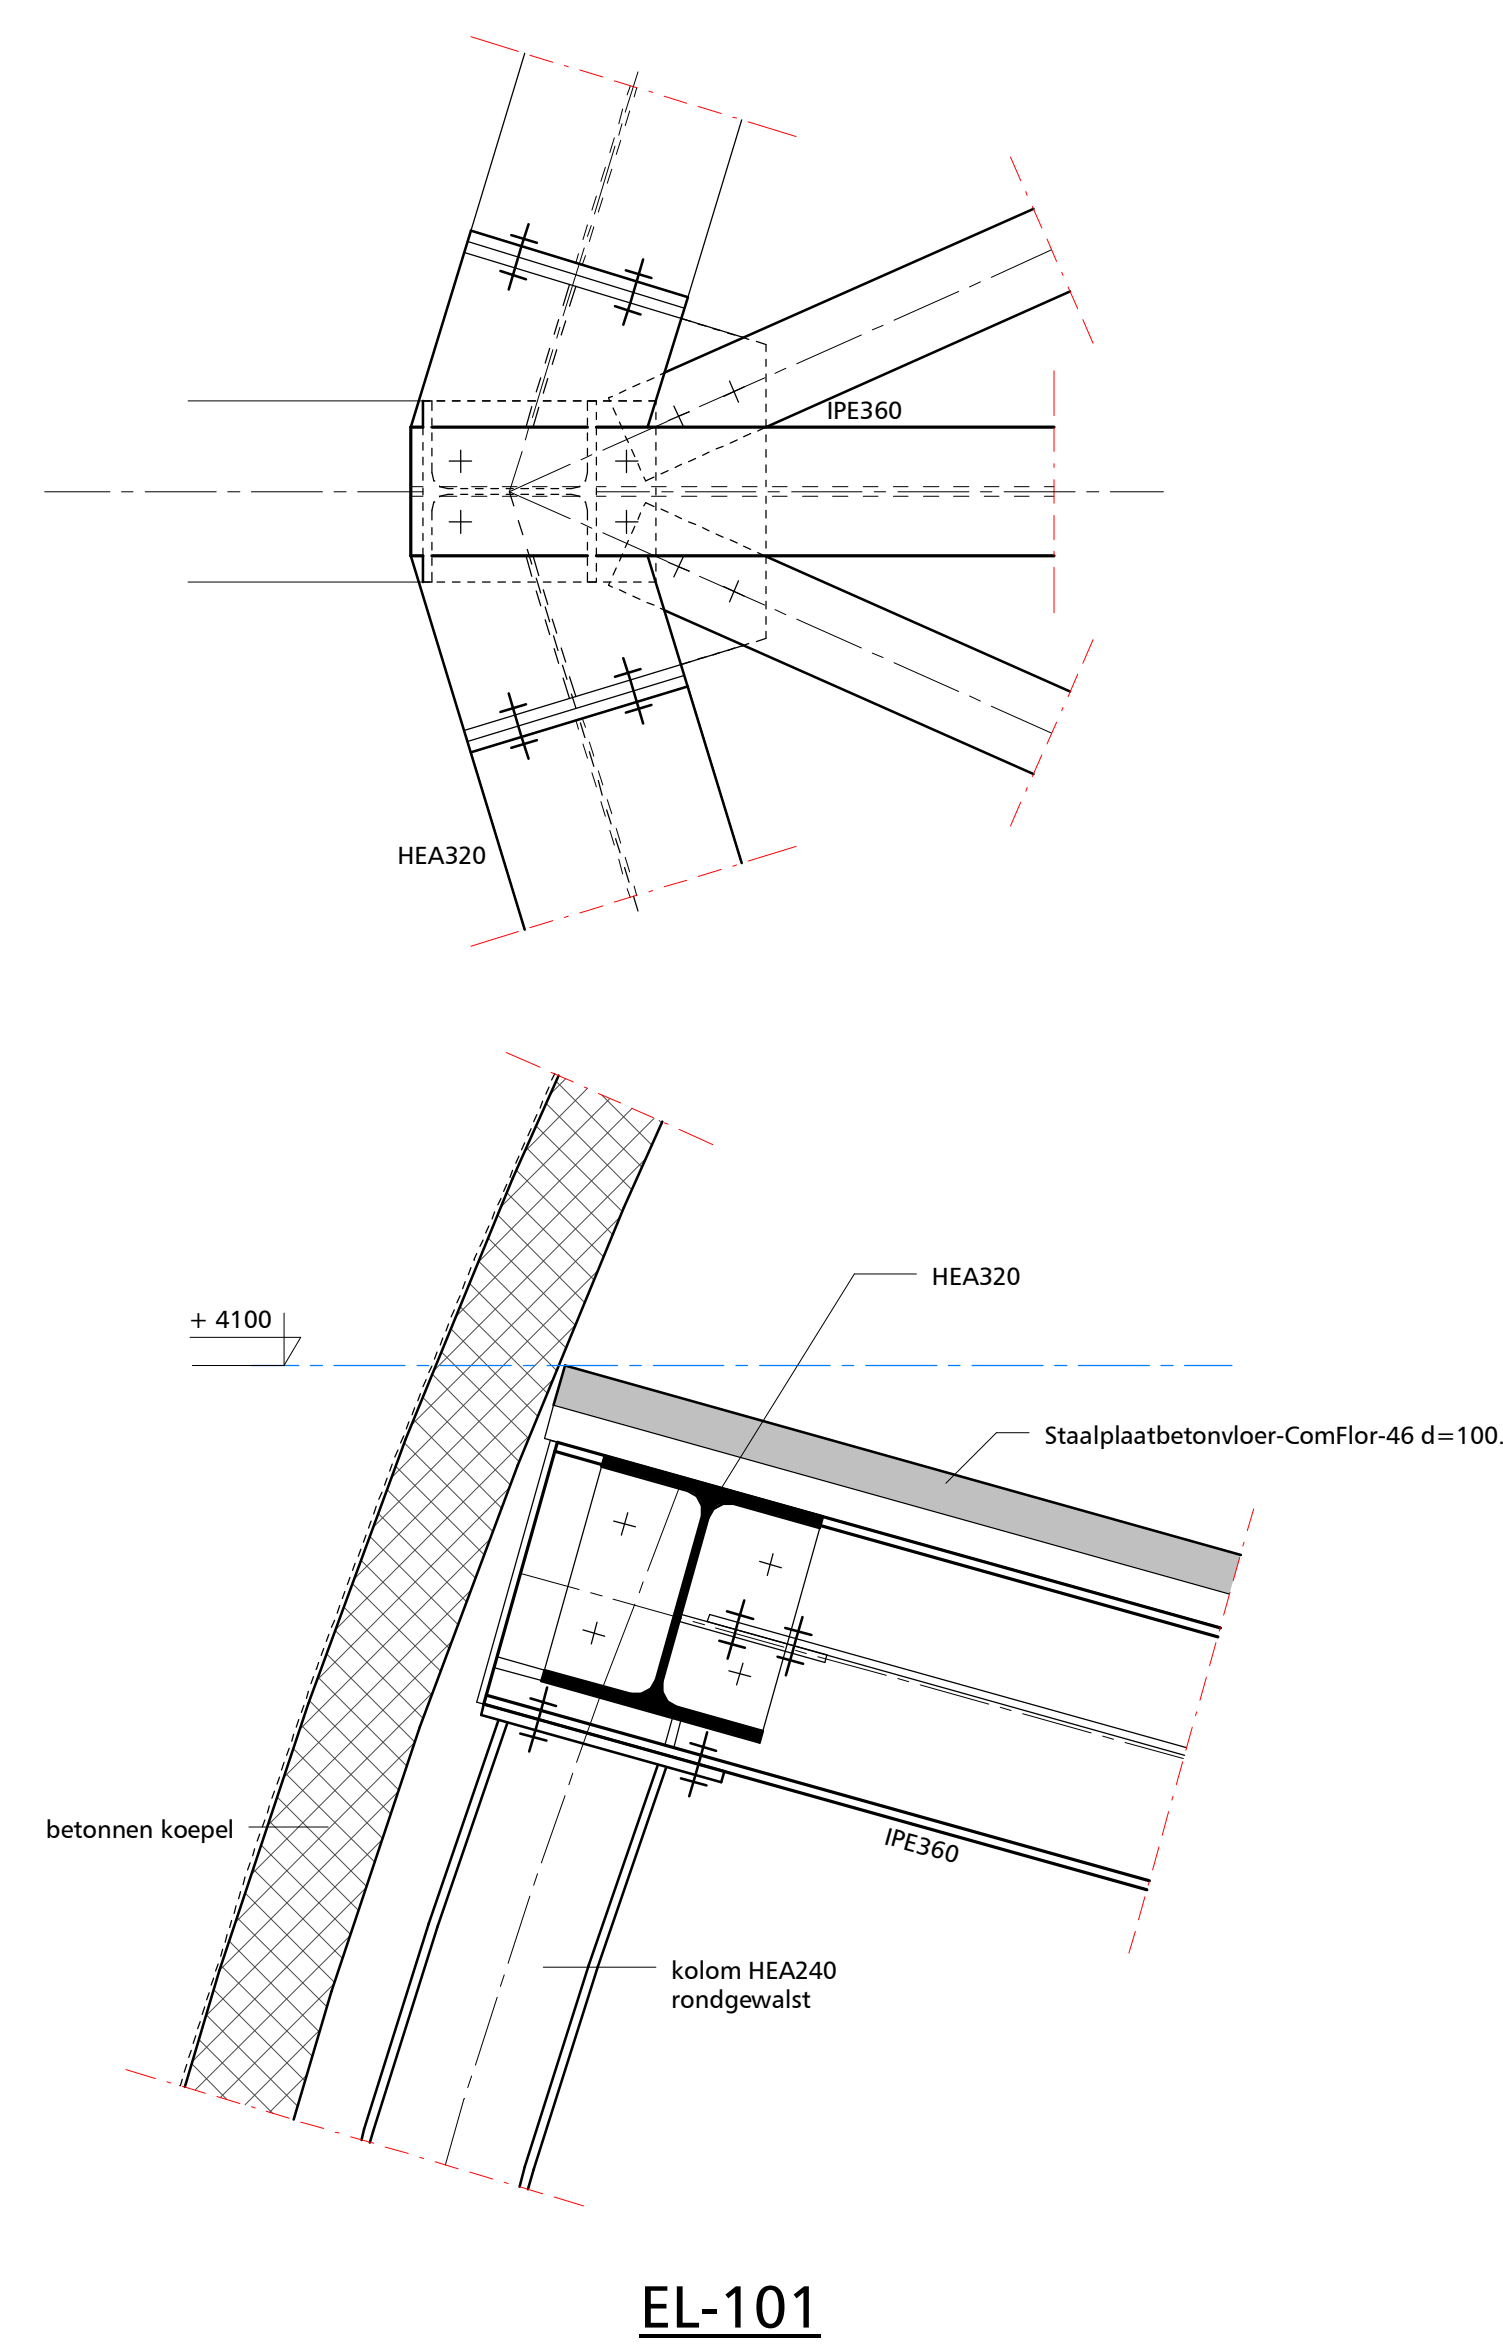 IPE360
HEA320
HEA320
+ 4100
Staalplaatbetonvloer-ComFlor-46 d=100.
betonnen koepel
IPE360
kolom HEA240
rondgewalst
EL-101